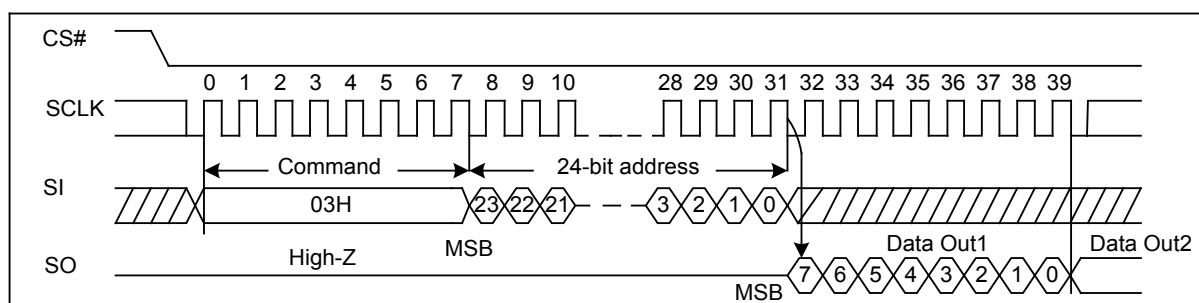 CS#
0 1 2 3 4 5 6 7 8 9 10 28 29 30 31 32 33 34 35 36 37 38 39
SCLK
Command 24-bit address
SI 03H 23 22 21 3 2 1 0
High-Z MSB Data Out1 Data Out2
SO 7 6 5 4 3 2 1 0
MSB